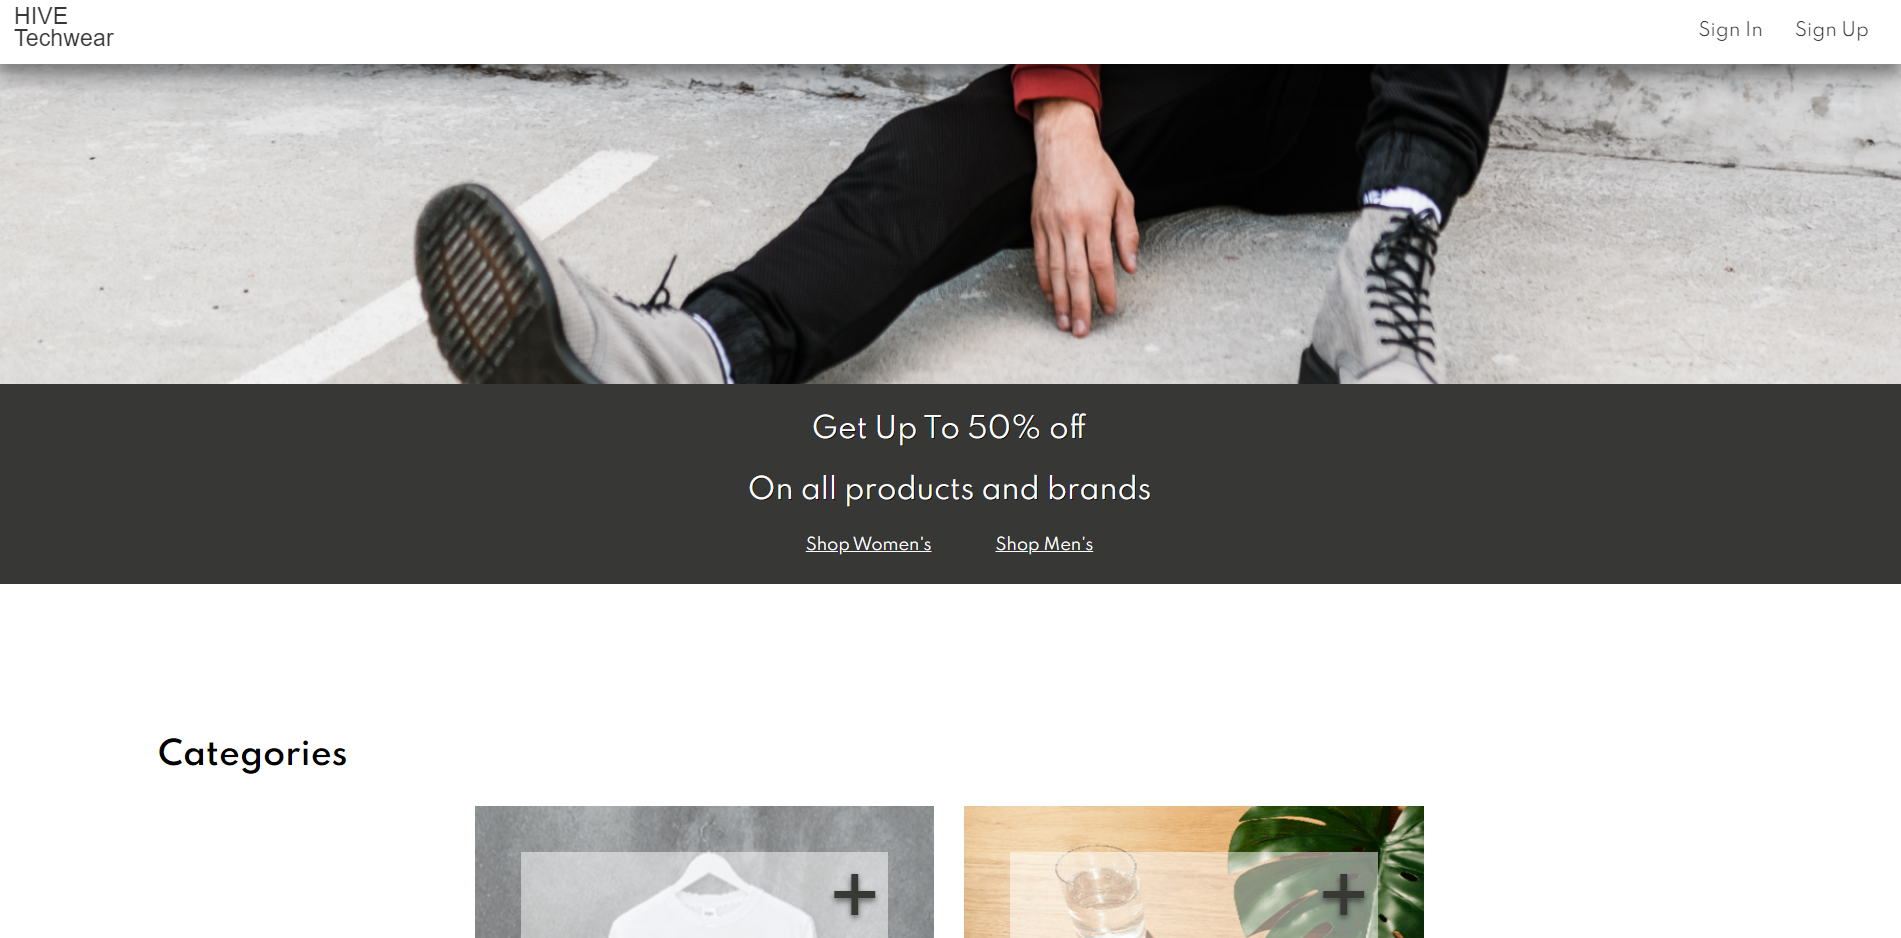 HIVE
Techwear
Sign In
Sign Up
Get Up To 50% off
On all products and brands
Shop Women's
Shop Men's
Categories